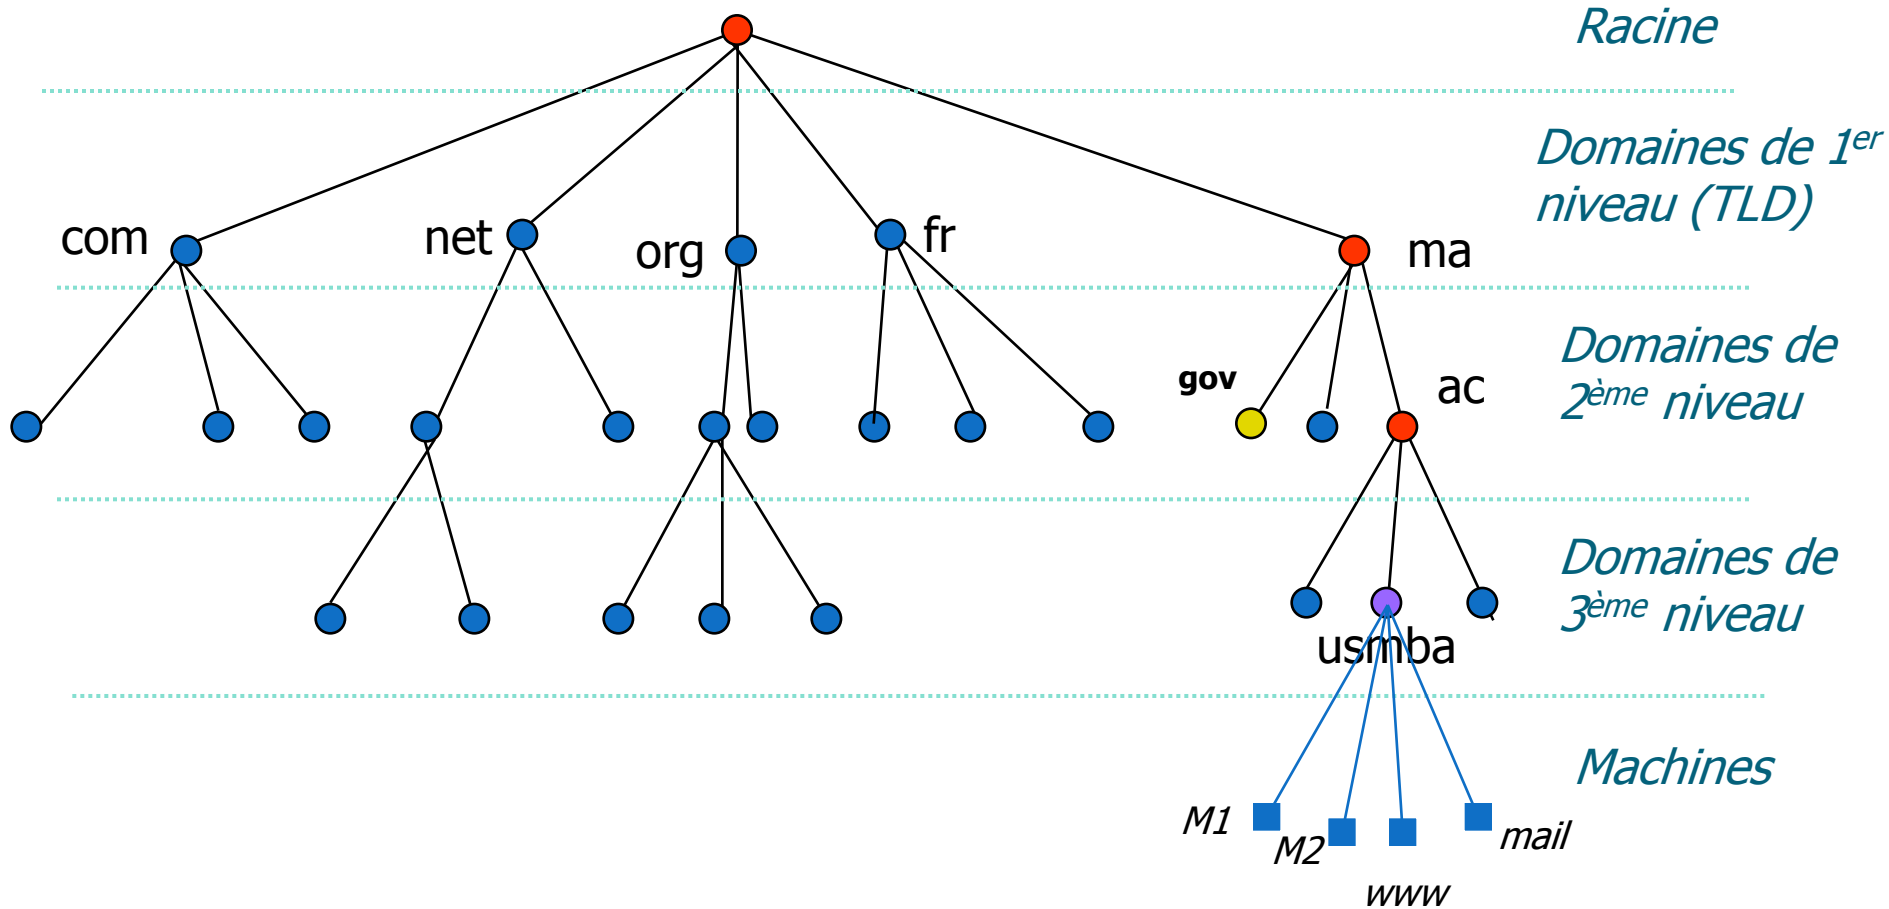 Racine
Domaines de 1er
niveau (TLD)
com
net
org
fr
ma
Domaines de
2ème niveau
gov
ac
Domaines de
3ème niveau
usmba
Machines
M1
M2
www
mail